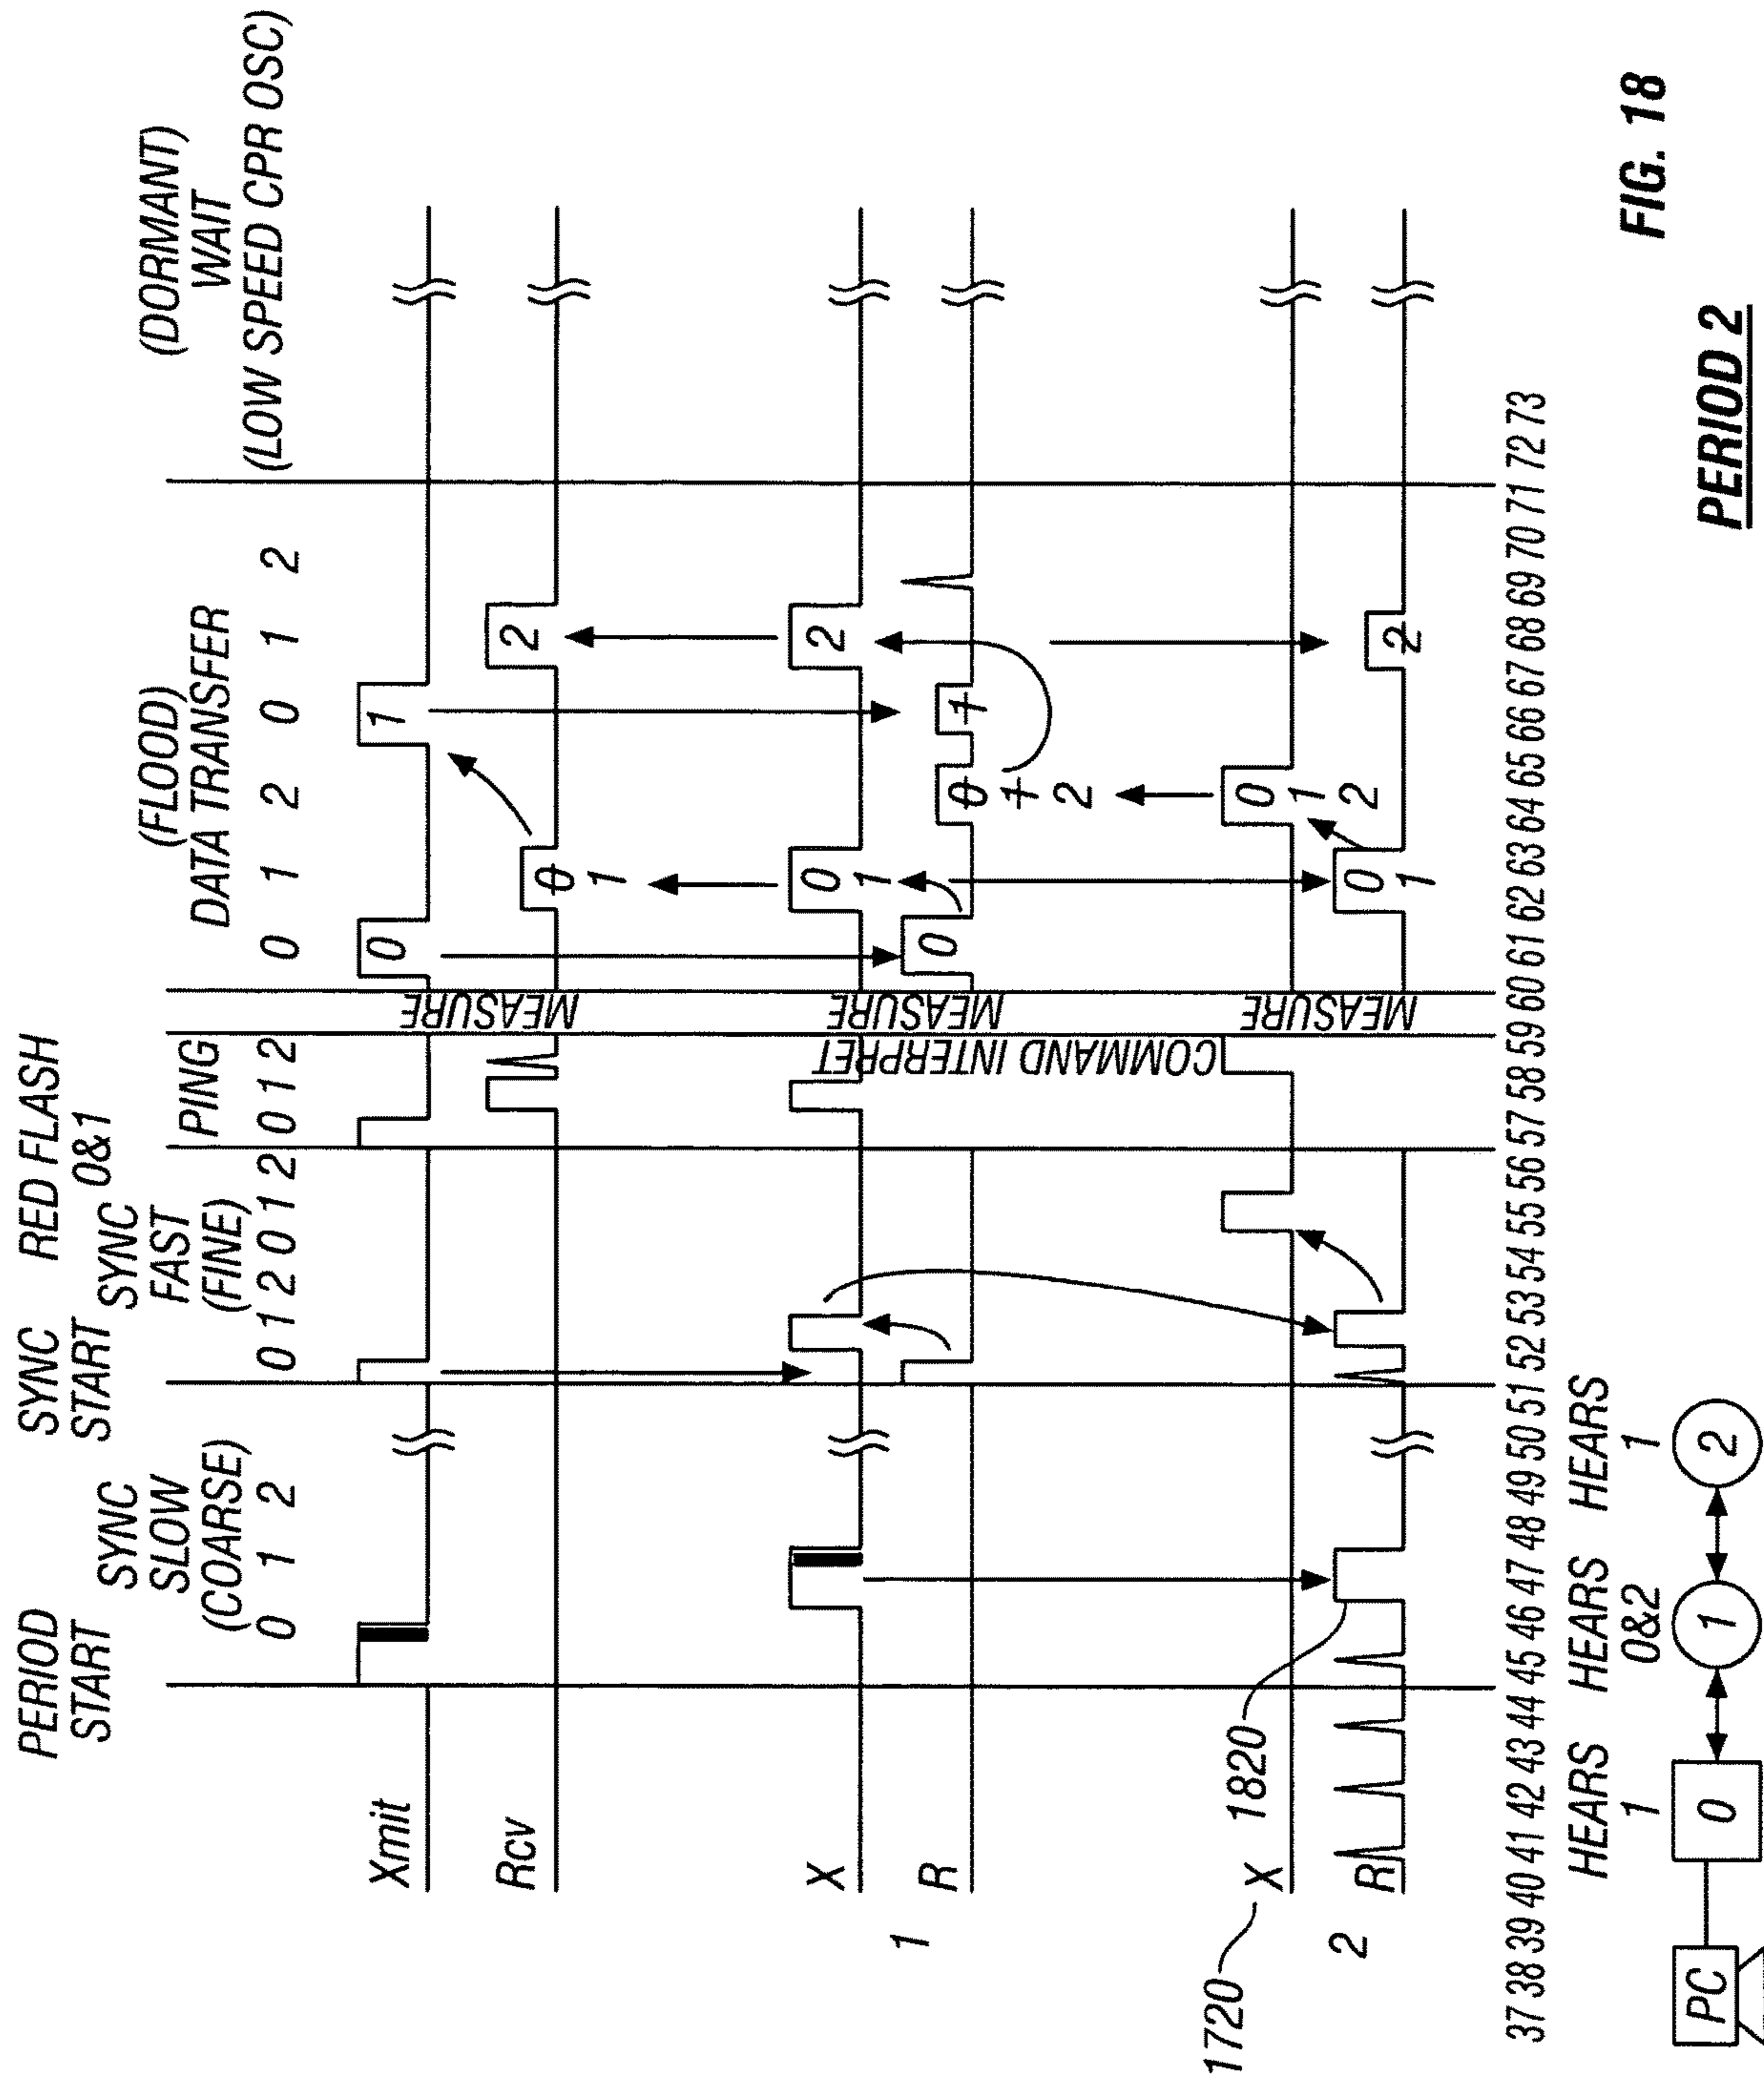 PERIOD
START
SYNC
SLOW
(COARSE)
0 1 2
SYNC
START
RED FLASH
0&1
SYNC
FAST
(FINE)
0 1 2 0 1 2
PING
0 1 2
(FLOOD)
DATA TRANSFER
0 1 2 0 1 2
(DORMANT)
WAIT
(LOW SPEED CPR OSC)
Xmit
0 1
Rcv
0 1 2
MEASURE
1
X
0 1 2
R
0 0 1 2 1
MEASURE
MEASURE
COMMAND INTERPRET
1720
2
X
0 1 2
R
0 1 2
MEASURE
MEASURE
1820
37 38 39 40 41 42 43 44 45 46 47 48 49 50 51 52 53 54 55 56 57 58 59 60 61 62 63 64 65 66 67 68 69 70 71 72 73
HEARS
1
HEARS
0&2
HEARS
1
PC
0
1
2
PERIOD 2
FIG. 18